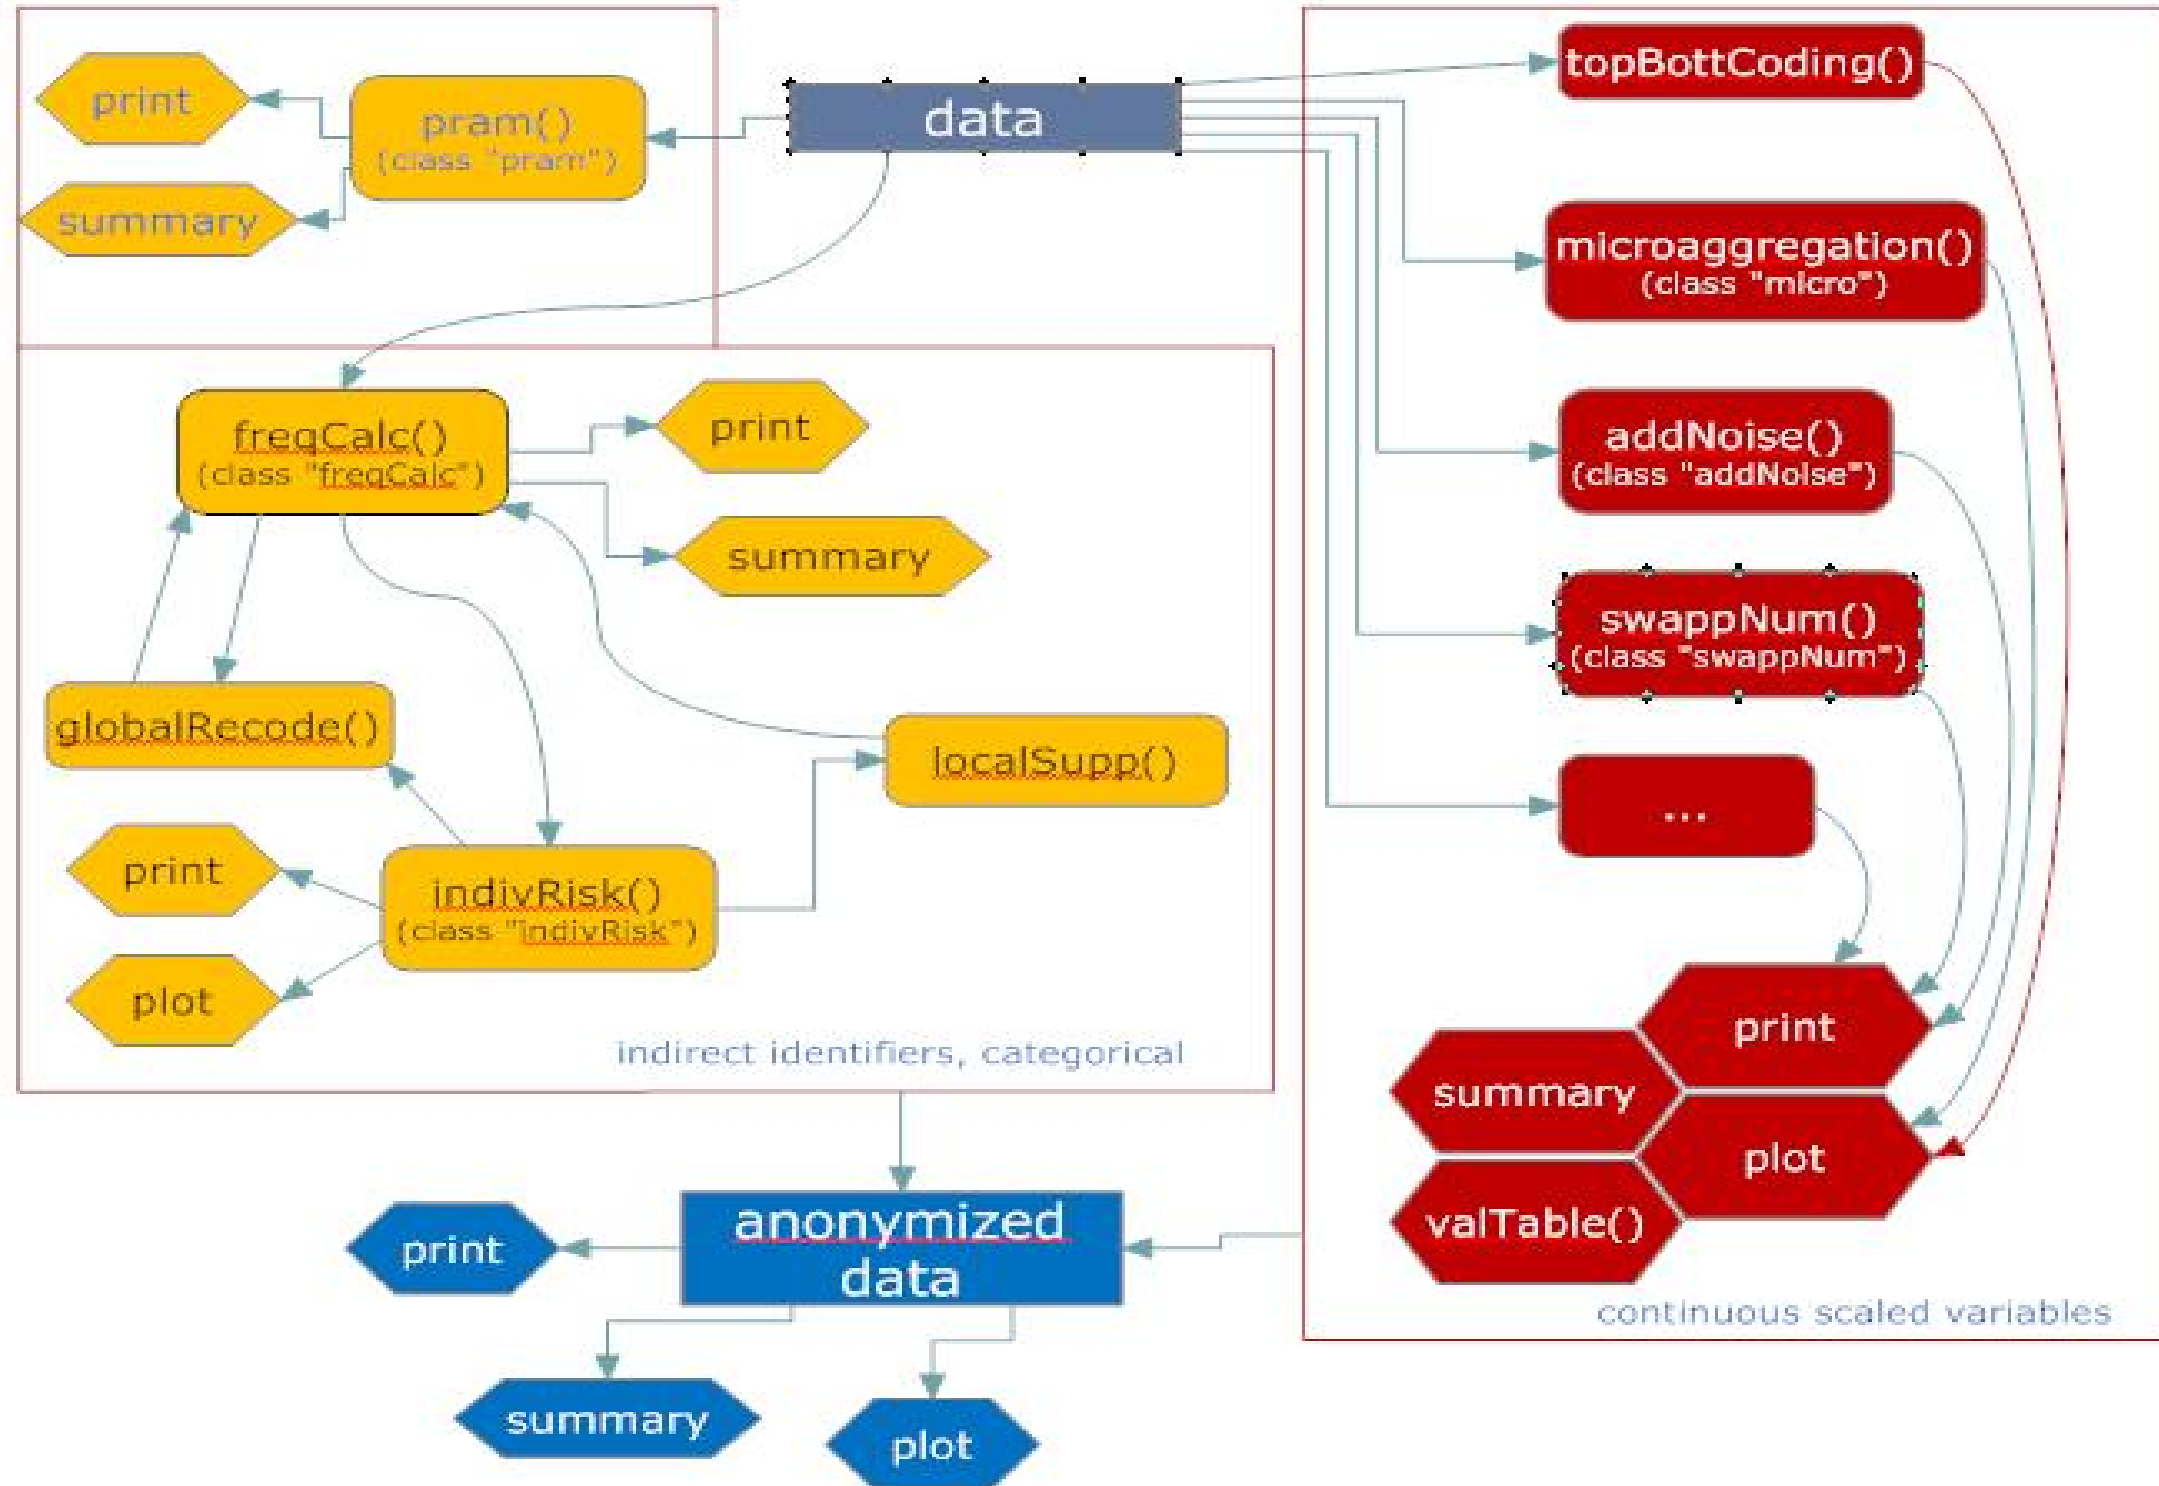 print
pram()
(class "pram")
summary
data
topBottCoding()
microaggregation()
(class "micro")
addNoise()
(class "addNoise")
swappNum()
(class "swappNum")
...
freqCalc()
(class "freqCalc")
print
summary
globalRecode()
localSupp()
print
indivRisk()
(class "indivRisk")
plot
indirect identifiers, categorical
print
summary
plot
valTable()
continuous scaled variables
anonymized
data
print
summary
plot